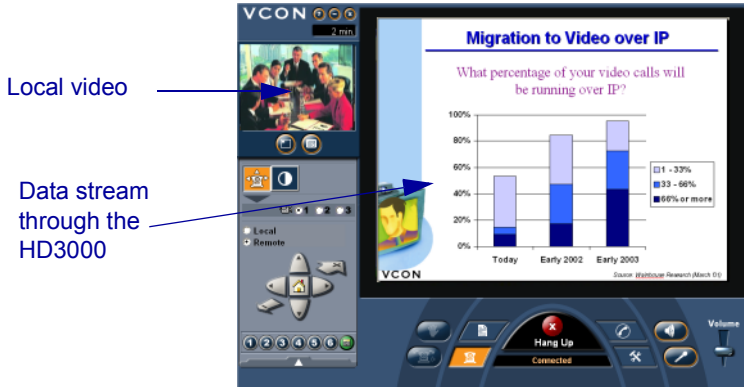 Local video
Data stream
through the
HD3000
VCON
2 min
1 2 3
Local
Remote
1 2 3 4 5 6
Migration to Video over IP
What percentage of your video calls will
be running over IP?
100%
80%
60%
40%
20%
0%
Today Early 2002 Early 2003
1 - 33%
33 - 66%
66% or more
VCON
Source: Wainhouse Research (March '01)
Hang Up
Connected
Volume